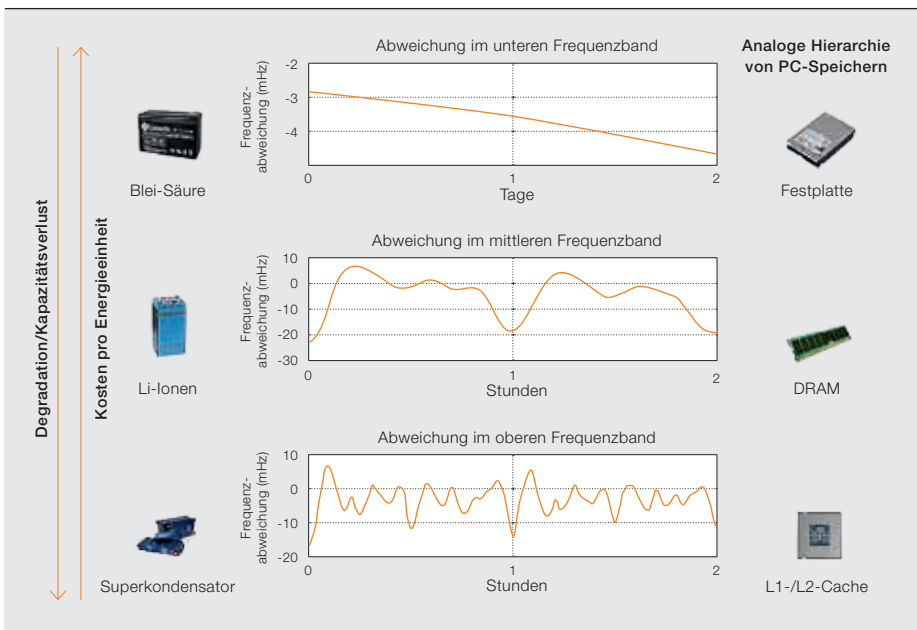 Degradation/Kapazitätsverlust
Kosten pro Energieeinheit
Analoge Hierarchie
von PC-Speichern
Abweichung im unteren Frequenzband
Frequenz-
abweichung (mHz)
-2
-3
-4
0
1
2
Tage
Blei-Säure
Festplatte
Abweichung im mittleren Frequenzband
Frequenz-
abweichung (mHz)
10
0
-10
-20
-30
0
1
2
Stunden
Li-Ionen
DRAM
Abweichung im oberen Frequenzband
Frequenz-
abweichung (mHz)
10
0
-10
-20
0
1
2
Stunden
Superkondensator
L1-/L2-Cache